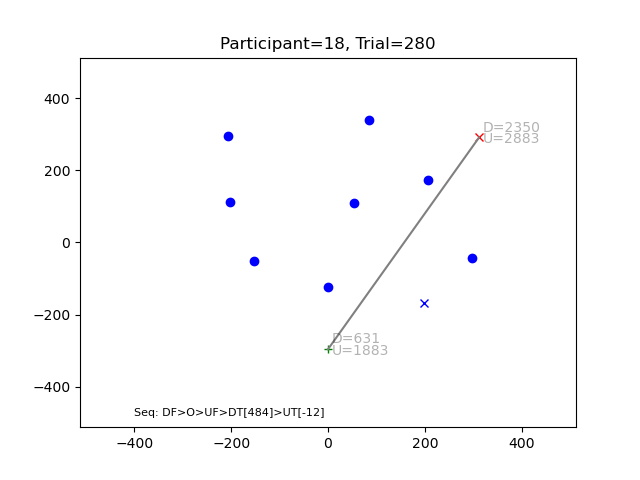 Participant=18, Trial=280
D=2350
U=2883
D=631
U=1883
Seq: DF>O>UF>DT[484]>UT[-12]
400
200
0
−200
−400
−400
−200
0
200
400